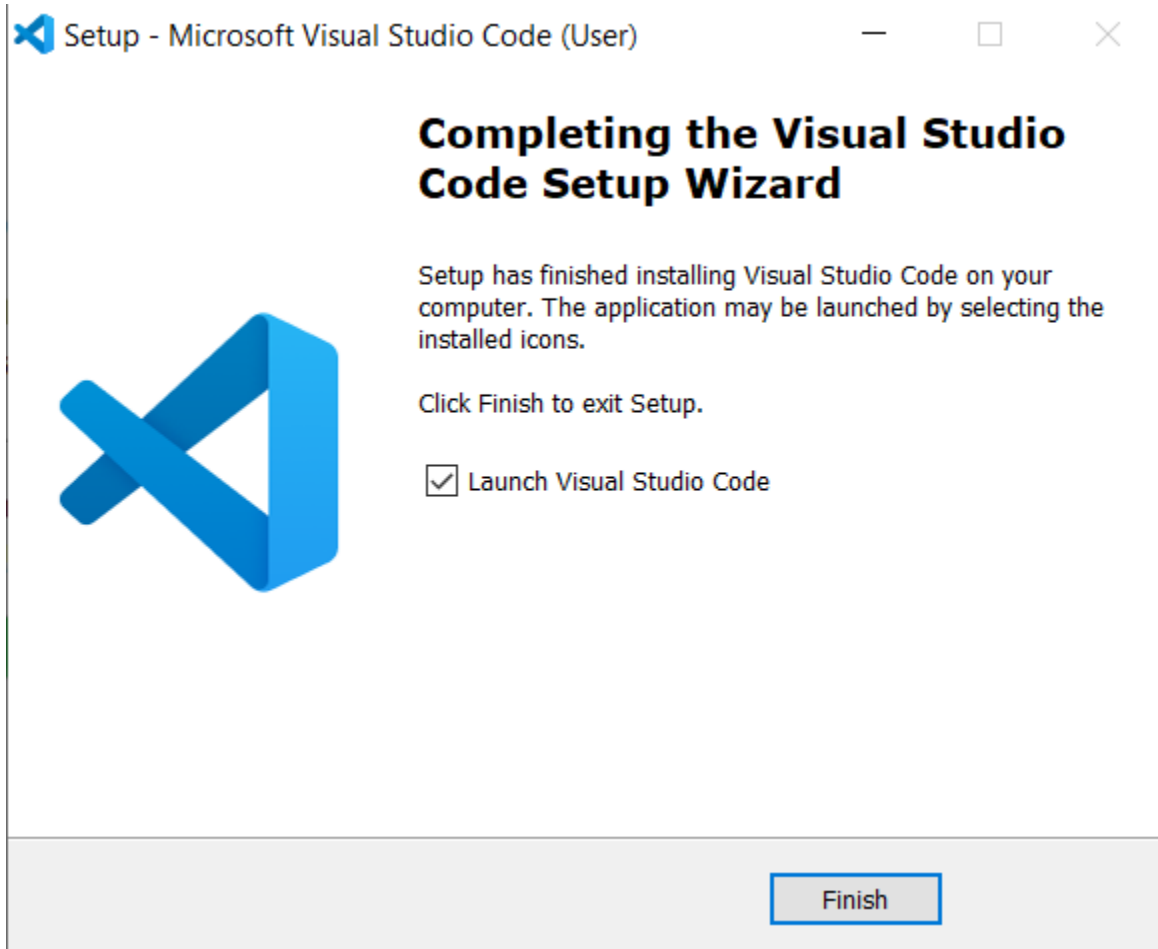 Setup - Microsoft Visual Studio Code (User)
Completing the Visual Studio
Code Setup Wizard
Setup has finished installing Visual Studio Code on your
computer. The application may be launched by selecting the
installed icons.
Click Finish to exit Setup.
Launch Visual Studio Code
Finish